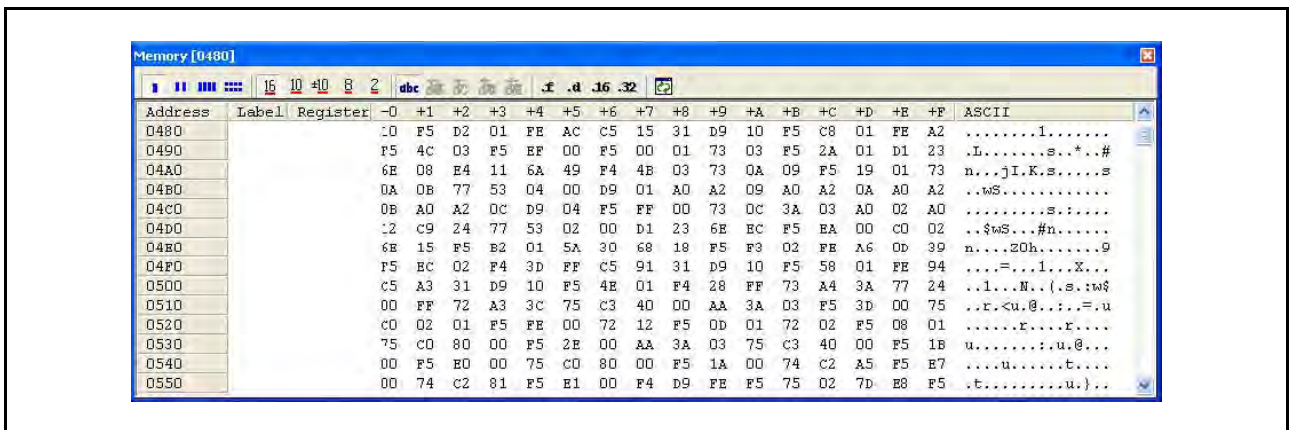 Memory [0480]
16 10 ±10 8 2 abc .f .d .16 .32
Address Label Register -0 +1 +2 +3 +4 +5 +6 +7 +8 +9 +A +B +C +D +E +F ASCII
0480 10 F5 D2 01 FE AC C5 15 31 D9 10 F5 C8 01 FE A2 ........1.......
0490 F5 4C 03 F5 EF 00 F5 00 01 73 03 F5 2A 01 D1 23 .L.......s..*..#
04A0 6E 08 E4 11 6A 49 F4 4B 03 73 0A 09 F5 19 01 73 n...jI.K.s.....s
04B0 0A 0B 77 53 04 00 D9 01 A0 A2 09 A0 A2 0A A0 A2 ..wS............
04C0 0B A0 A2 0C D9 04 F5 FF 00 73 0C 3A 03 A0 02 A0 .........s.:....
04D0 12 C9 24 77 53 02 00 D1 23 6E EC F5 EA 00 C0 02 ..$wS...#n......
04E0 6E 15 F5 B2 01 5A 30 68 18 F5 F3 02 FE A6 0D 39 n....Z0h.......9
04F0 F5 EC 02 F4 3D FF C5 91 31 D9 10 F5 58 01 FE 94 ....=...1...X...
0500 C5 A3 31 D9 10 F5 4E 01 F4 28 FF 73 A4 3A 77 24 ..1...N..(.s.:w$
0510 00 FF 72 A3 3C 75 C3 40 00 AA 3A 03 F5 3D 00 75 ..r.<u.@..:..=.u
0520 C0 02 01 F5 FE 00 72 12 F5 0D 01 72 02 F5 08 01 ......r....r....
0530 75 C0 80 00 F5 2E 00 AA 3A 03 75 C3 40 00 F5 1B u.......:.u.@...
0540 00 F5 E0 00 75 C0 80 00 F5 1A 00 74 C2 A5 F5 E7 ....u......t....
0550 00 74 C2 81 F5 E1 00 F4 D9 FE F5 75 02 7D E8 F5 .t.........u.}..